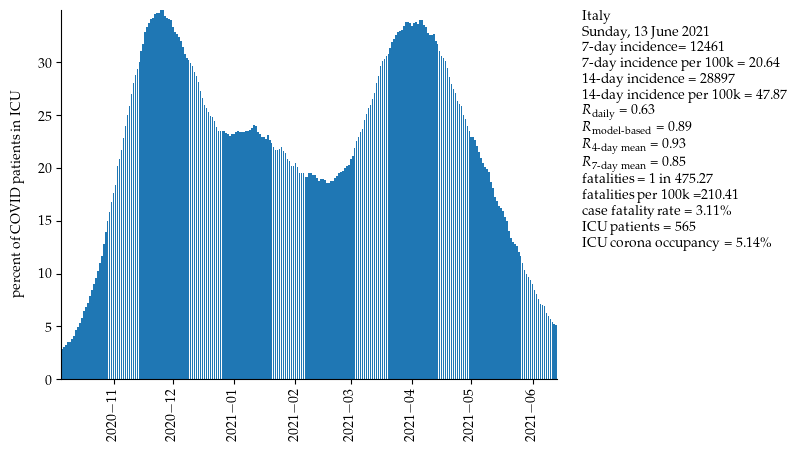 Italy
Sunday, 13 June 2021
7-day incidence= 12461
7-day incidence per 100k = 20.64
14-day incidence = 28897
14-day incidence per 100k = 47.87
R_daily = 0.63
R_model-based = 0.89
R_4-day mean = 0.93
R_7-day mean = 0.85
fatalities = 1 in 475.27
fatalities per 100k =210.41
case fatality rate = 3.11%
ICU patients = 565
ICU corona occupancy = 5.14%
percent of COVID patients in ICU
30
25
20
15
10
5
0
2020−11
2020−12
2021−01
2021−02
2021−03
2021−04
2021−05
2021−06